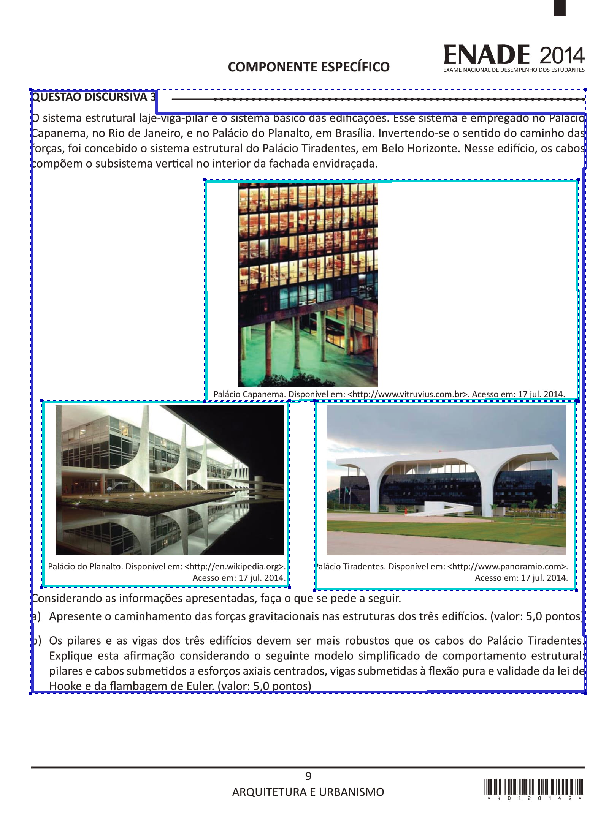 ENADE 2014
EXAME NACIONAL DE DESEMPENHO DOS ESTUDANTES
COMPONENTE ESPECÍFICO
QUESTÃO DISCURSIVA 3
O sistema estrutural laje-viga-pilar é o sistema básico das edificações. Esse sistema é empregado no Palácio
Capanema, no Rio de Janeiro, e no Palácio do Planalto, em Brasília. Invertendo-se o sentido do caminho das
forças, foi concebido o sistema estrutural do Palácio Tiradentes, em Belo Horizonte. Nesse edifício, os cabos
compõem o subsistema vertical no interior da fachada envidraçada.
Palácio Capanema. Disponível em: <http://www.vitruvius.com.br>. Acesso em: 17 jul. 2014.
Palácio do Planalto. Disponível em: <http://en.wikipedia.org>.
Acesso em: 17 jul. 2014.
Palácio Tiradentes. Disponível em: <http://www.panoramio.com>.
Acesso em: 17 jul. 2014.
Considerando as informações apresentadas, faça o que se pede a seguir.
a) Apresente o caminhamento das forças gravitacionais nas estruturas dos três edifícios. (valor: 5,0 pontos)
b) Os pilares e as vigas dos três edifícios devem ser mais robustos que os cabos do Palácio Tiradentes.
Explique esta afirmação considerando o seguinte modelo simplificado de comportamento estrutural:
pilares e cabos submetidos a esforços axiais centrados, vigas submetidas à flexão pura e validade da lei de
Hooke e da flambagem de Euler. (valor: 5,0 pontos)
9
ARQUITETURA E URBANISMO